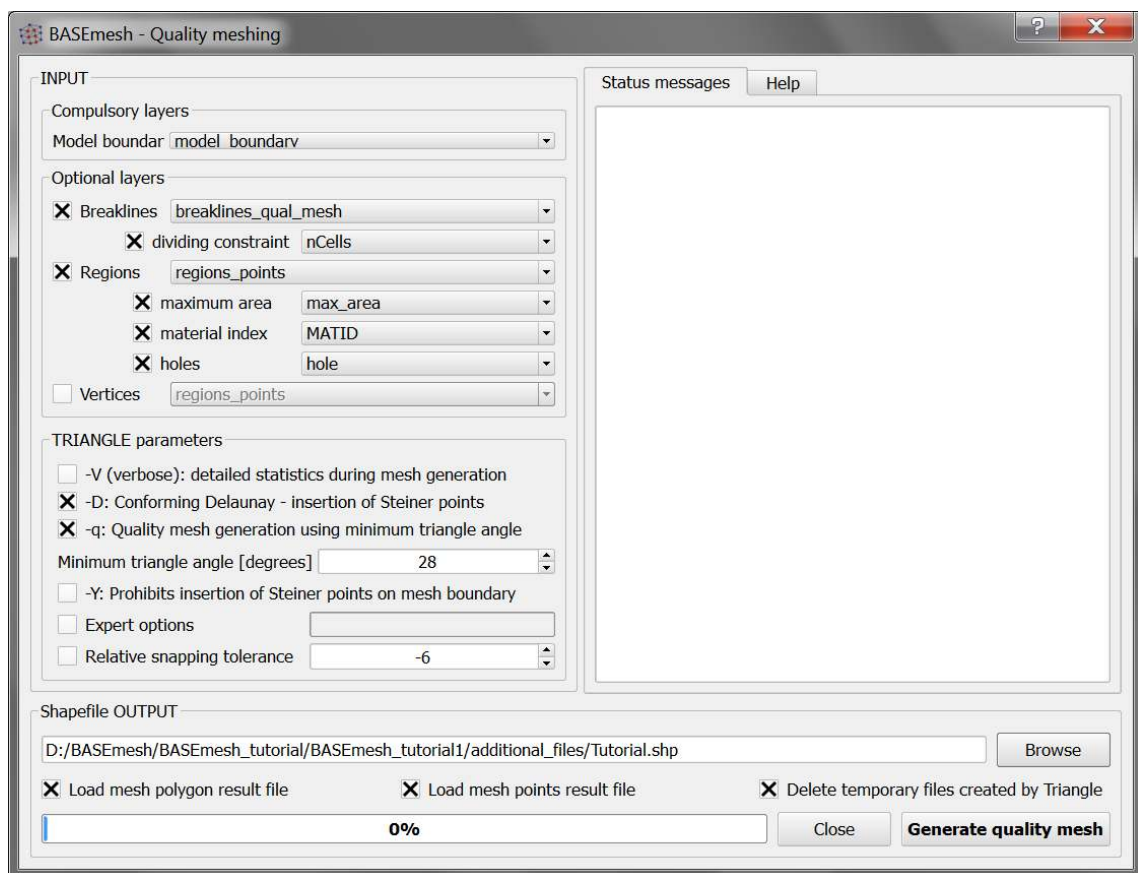 BASEmesh - Quality meshing
?
X
INPUT
Compulsory layers
Model boundar model_boundary
Optional layers
Breaklines breaklines_qual_mesh
dividing constraint nCells
Regions regions_points
maximum area max_area
material index MATID
holes hole
Vertices regions_points
TRIANGLE parameters
-V (verbose): detailed statistics during mesh generation
-D: Conforming Delaunay - insertion of Steiner points
-q: Quality mesh generation using minimum triangle angle
Minimum triangle angle [degrees] 28
-Y: Prohibits insertion of Steiner points on mesh boundary
Expert options
Relative snapping tolerance -6
Status messages Help
Shapefile OUTPUT
D:/BASEmesh/BASEmesh_tutorial/BASEmesh_tutorial1/additional_files/Tutorial.shp Browse
Load mesh polygon result file Load mesh points result file Delete temporary files created by Triangle
0% Close Generate quality mesh